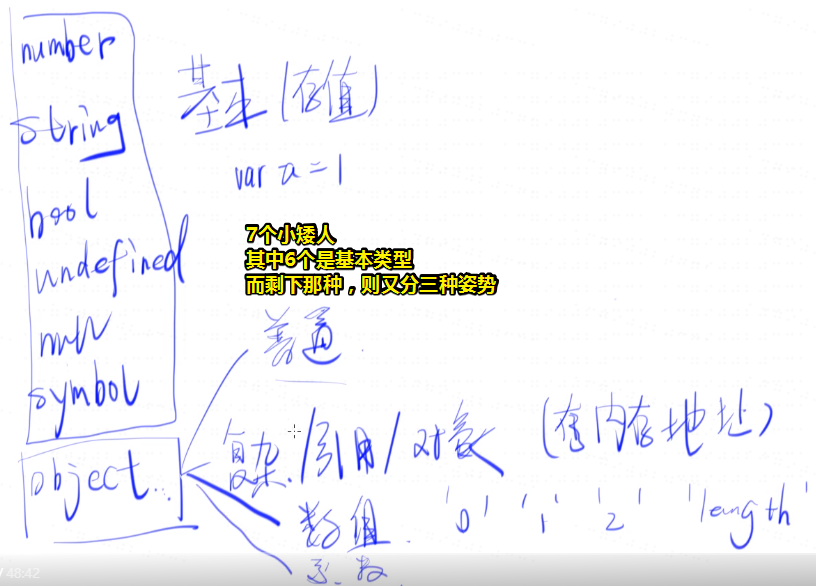 number
string
基本(存值)
var a = 1
bool
undefined
7个小矮人
其中6个是基本类型
而剩下那种，则又分三种姿势
null
普通
symbol
复杂/引用/对象 (存内存地址)
object
数组 '0' '1' '2' 'length'
48:42